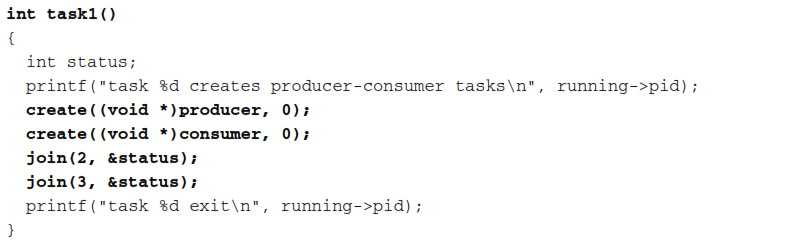 int task1()
{
int status;
printf("task %d creates producer-consumer tasks\n", running->pid);
create((void *)producer, 0);
create((void *)consumer, 0);
join(2, &status);
join(3, &status);
printf("task %d exit\n", running->pid);
}